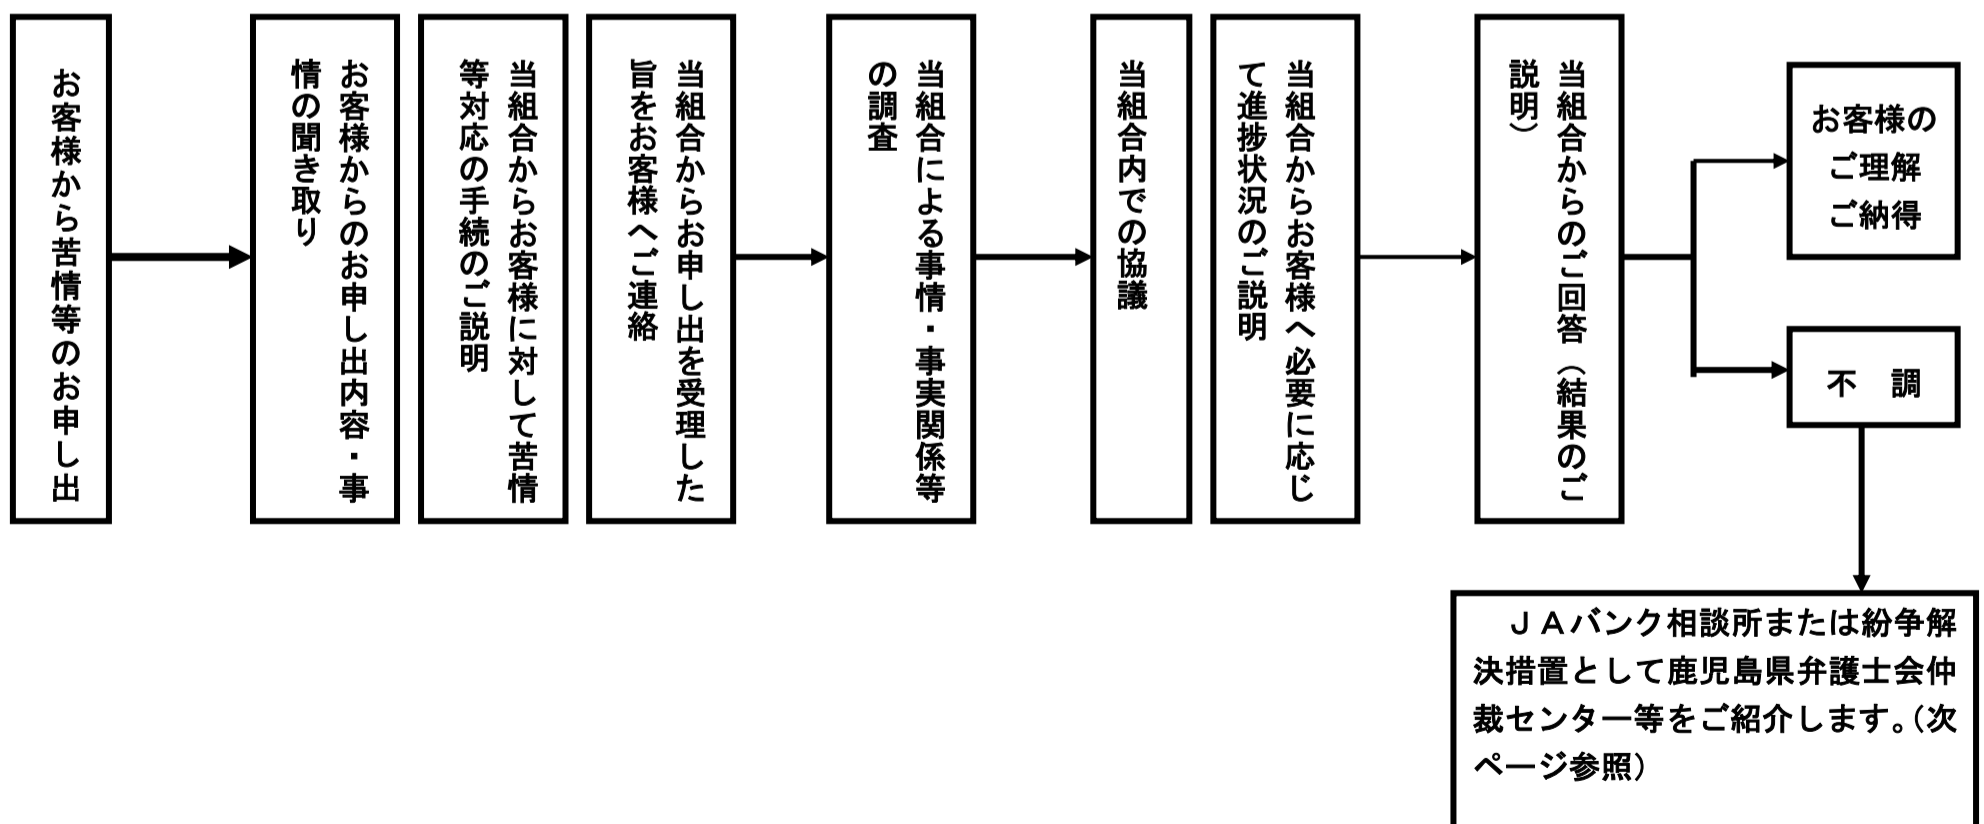 お客様から苦情等のお申し出
お客様からのお申し出内容・事
情の聞き取り
当組合からお客様に対して苦情
等対応の手続のご説明
当組合からお申し出を受理した
旨をお客様へご連絡
当組合による事情・事実関係等
の調査
当組合内での協議
当組合からお客様へ必要に応じ
て進捗状況のご説明
当組合からのご回答（結果のご
説明）
お客様の
ご理解
ご納得
不　調
ＪＡバンク相談所または紛争解
決措置として鹿児島県弁護士会仲
裁センター等をご紹介します。（次
ページ参照）